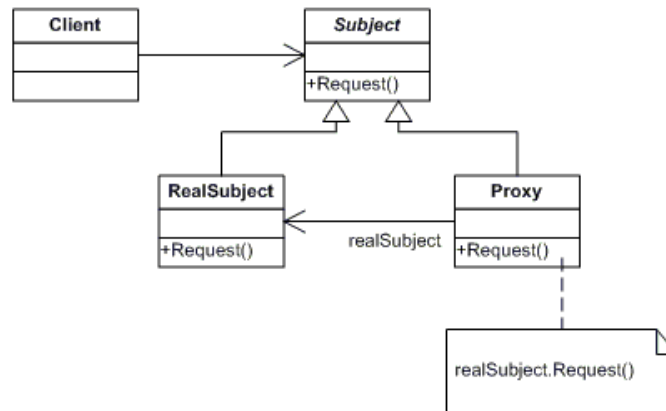 Client
Subject
+Request()
RealSubject
+Request()
Proxy
+Request()
realSubject
realSubject.Request()